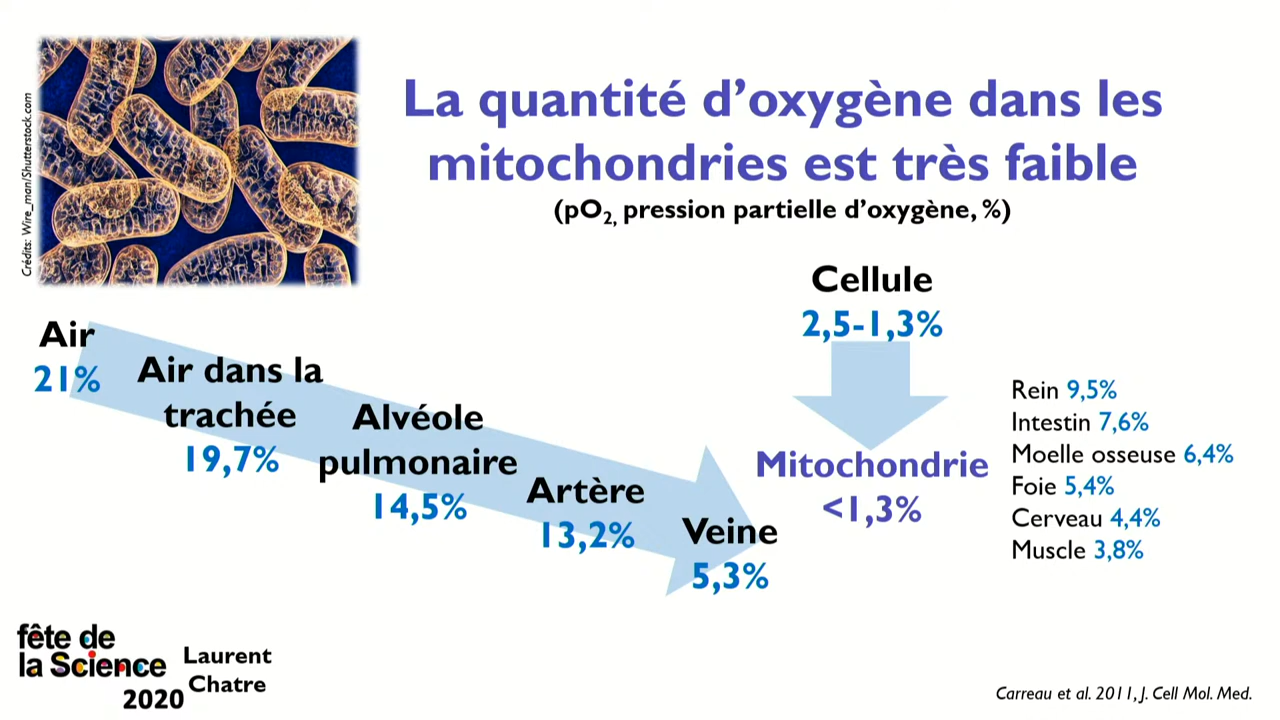 Crédits: Wire_man/Shutterstock.com
La quantité d’oxygène dans les
mitochondries est très faible
(pO2, pression partielle d’oxygène, %)
Cellule
2,5-1,3%
Air
21%
Air dans la
trachée
19,7%
Alvéole
pulmonaire
14,5%
Artère
13,2%
Veine
5,3%
Mitochondrie
<1,3%
Rein 9,5%
Intestin 7,6%
Moelle osseuse 6,4%
Foie 5,4%
Cerveau 4,4%
Muscle 3,8%
fête de
la Science
2020
Laurent
Chatre
Carreau et al. 2011, J. Cell Mol. Med.